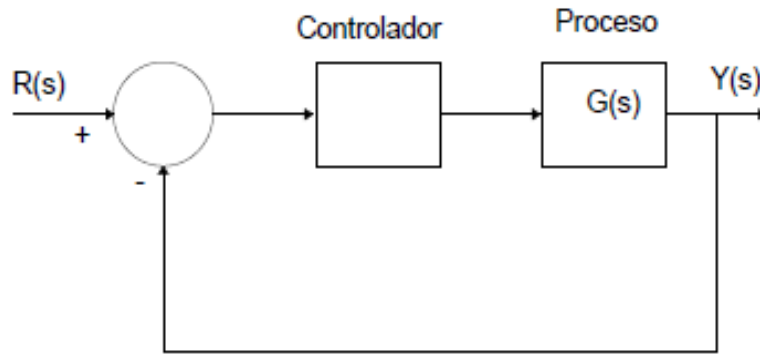 Controlador
Proceso
R(s)
Y(s)
G(s)
+
-